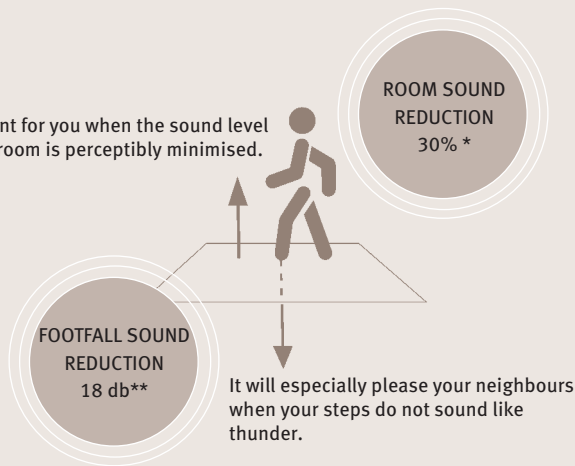 ROOM SOUND
REDUCTION
30% *
for you when the sound level
room is perceptibly minimised.
FOOTFALL SOUND
REDUCTION
18 db**
It will especially please your neighbours
when your steps do not sound like
thunder.